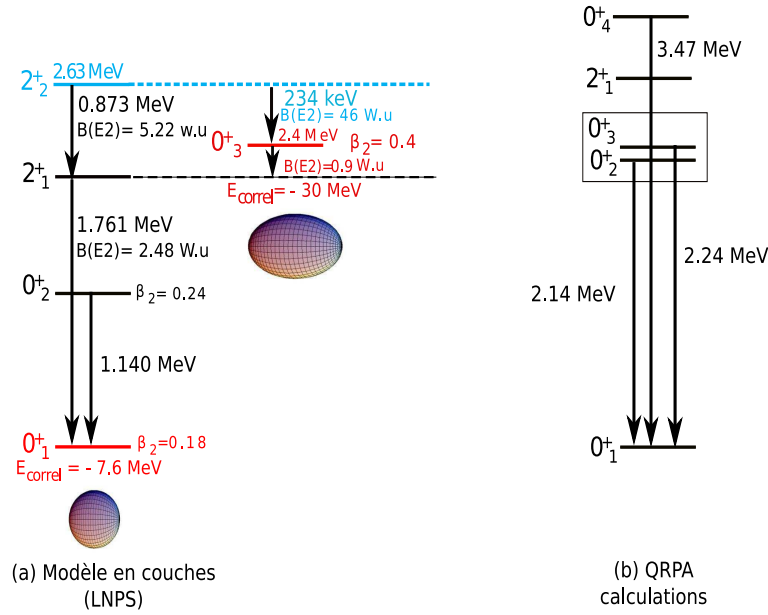 2+2
2.63 MeV
0.873 MeV
B(E2)= 5.22 w.u
234 keV
B(E2)= 46 W.u
0+3
2.4 MeV
β2= 0.4
B(E2)=0.9 W.u
2+1
E correl = - 30 MeV
1.761 MeV
B(E2)= 2.48 W.u
0+2
β2= 0.24
1.140 MeV
0+1
β2=0.18
Ecorrel = - 7.6 MeV
(a) Modèle en couches
(LNPS)
0+4
3.47 MeV
2+1
0+3
0+2
2.24 MeV
2.14 MeV
0+1
(b) QRPA
calculations